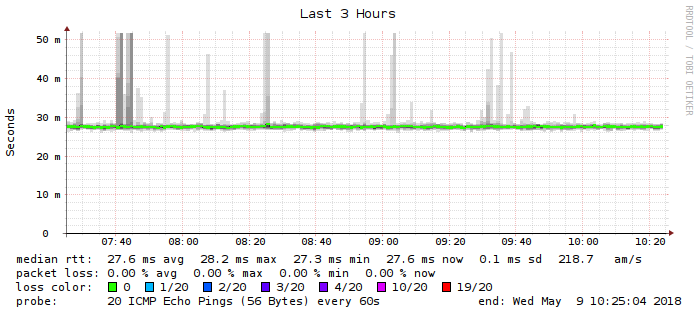 Last 3 Hours
RRDTOOL / TOBI OETIKER
Seconds
50 m
40 m
30 m
20 m
10 m
0
07:40 08:00 08:20 08:40 09:00 09:20 09:40 10:00 10:20
median rtt: 27.6 ms avg 28.2 ms max 27.3 ms min 27.6 ms now 0.1 ms sd 218.7 am/s
packet loss: 0.00 % avg 0.00 % max 0.00 % min 0.00 % now
loss color: 0 1/20 2/20 3/20 4/20 10/20 19/20
probe: 20 ICMP Echo Pings (56 Bytes) every 60s end: Wed May 9 10:25:04 2018